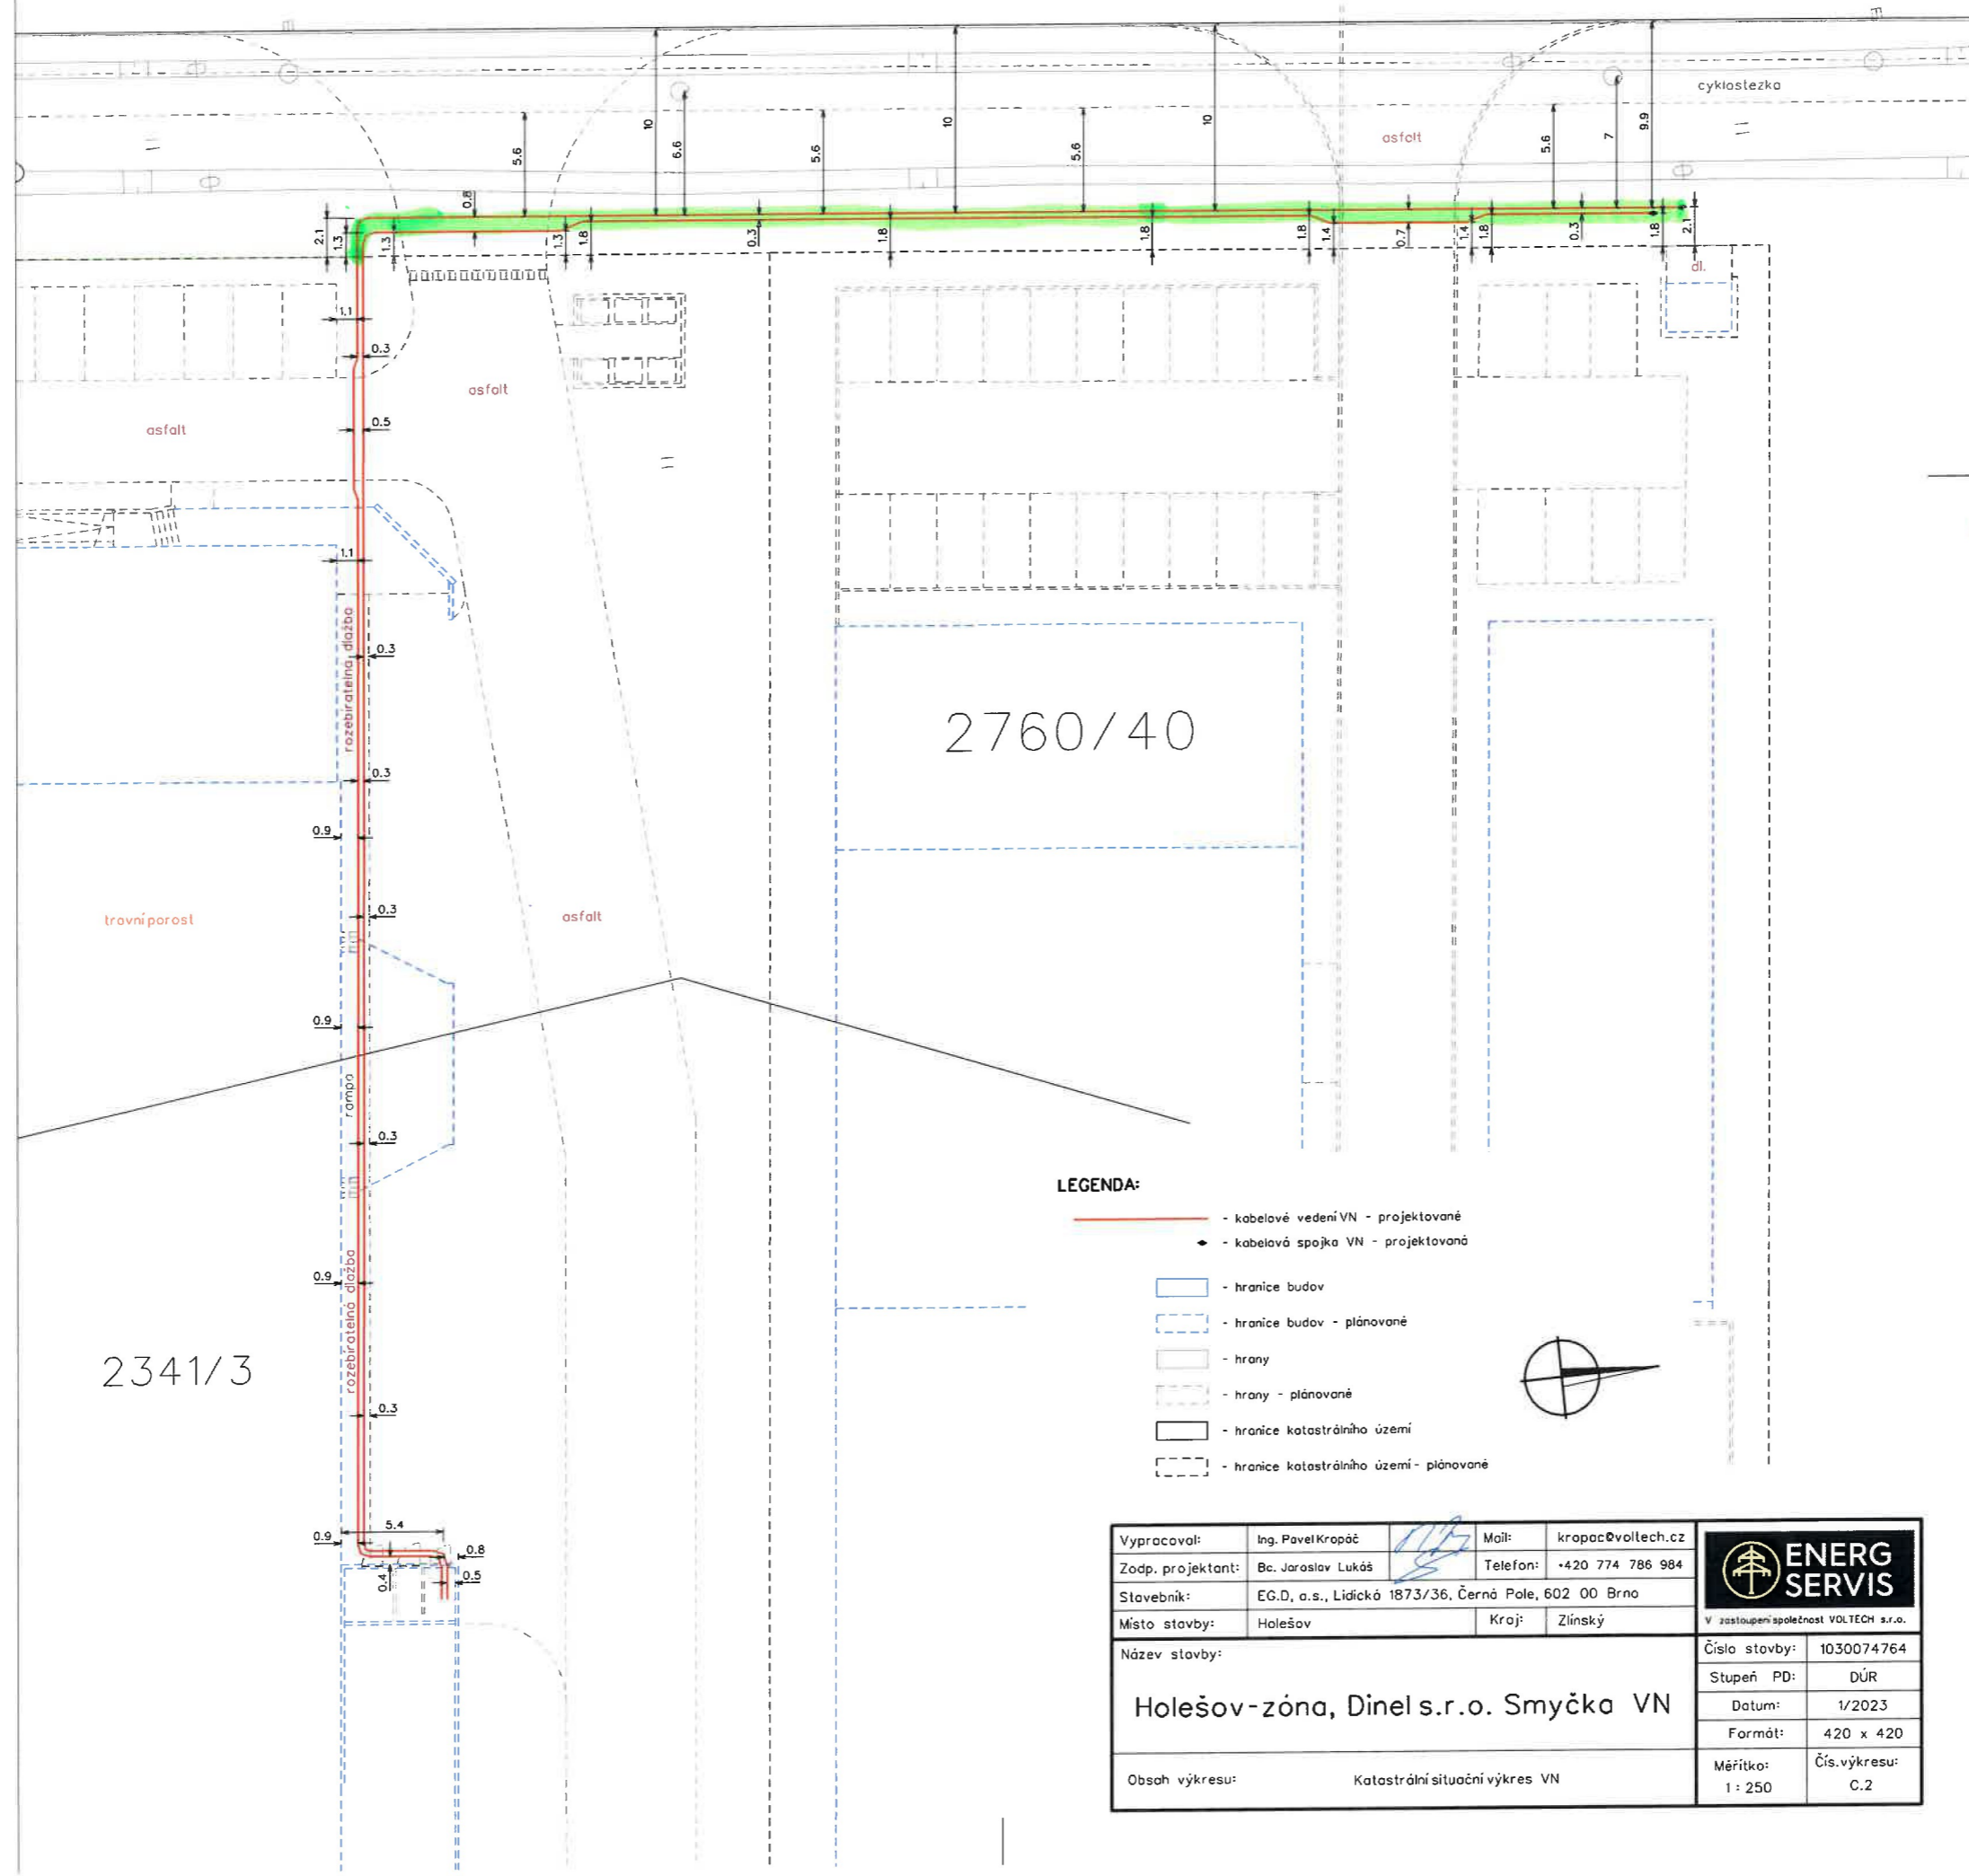 cyklostezka
asfalt
10
10
10
9.9
5.6
6.6
5.6
5.6
5.6
7
0.8
2.1
1.3
1.3
1.3
1.8
0.3
1.8
1.8
1.8
1.4
0.7
1.4
1.8
0.3
1.8
2.1
dl.
1.1
0.3
asfalt
asfalt
0.5
1.1
rozebíratelná dlažba
0.3
2760/40
0.3
0.9
0.3
travní porost
asfalt
0.9
rampa
0.3
0.9
rozebíratelná dlažba
2341/3
0.3
5.4
0.9
0.8
0.4
0.5
LEGENDA:
- kabelové vedení VN - projektované
- kabelová spojka VN - projektovaná
- hranice budov
- hranice budov - plánované
- hrany
- hrany - plánované
- hranice katastrálního území
- hranice katastrálního území - plánované
Vypracoval: Ing. Pavel Kropáč Mail: kropac@voltech.cz
Zodp. projektant: Bc. Jaroslav Lukáš Telefon: +420 774 786 984
Stavebník: EG.D, a.s., Lidická 1873/36, Černá Pole, 602 00 Brno
Místo stavby: Holešov Kraj: Zlínský
ENERG
SERVIS
V zastoupení společnost VOLTECH s.r.o.
Název stavby:
Holešov-zóna, Dinel s.r.o. Smyčka VN
Číslo stavby: 1030074764
Stupeň PD: DÚR
Datum: 1/2023
Formát: 420 x 420
Měřítko: 1 : 250
Čís.výkresu: C.2
Obsah výkresu: Katastrální situační výkres VN